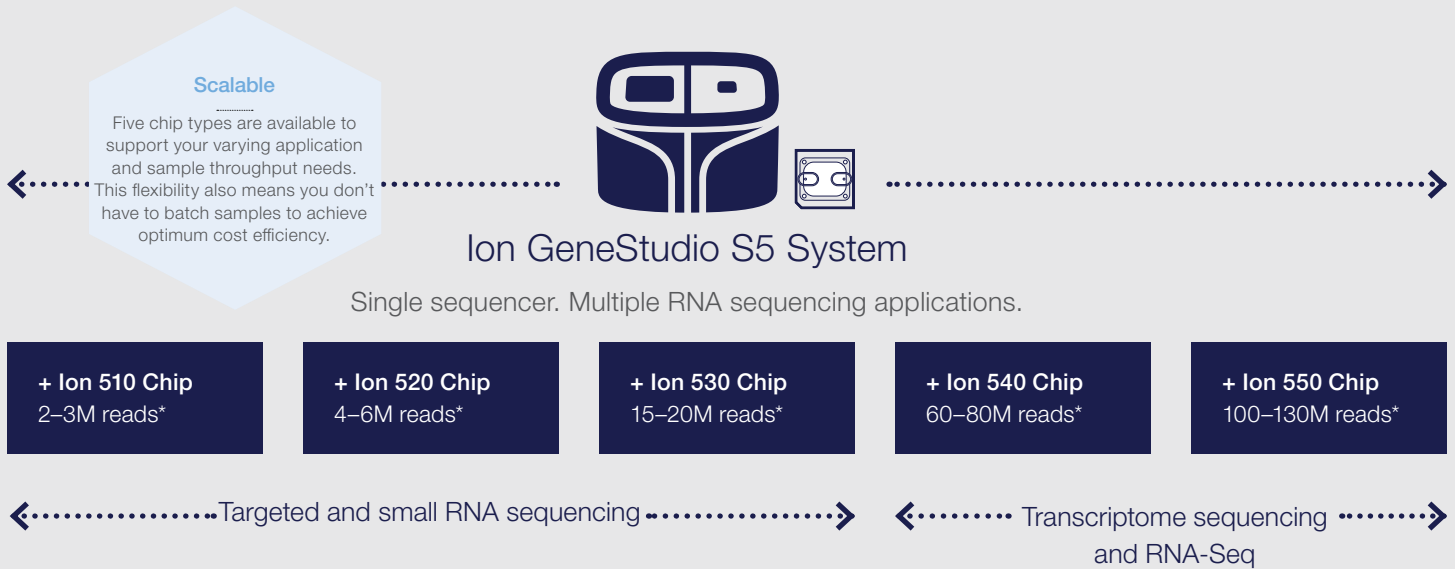 Scalable
Five chip types are available to
support your varying application
and sample throughput needs.
This flexibility also means you don’t
have to batch samples to achieve
optimum cost efficiency.
Ion GeneStudio S5 System
Single sequencer. Multiple RNA sequencing applications.
+ Ion 510 Chip
2–3M reads*
+ Ion 520 Chip
4–6M reads*
+ Ion 530 Chip
15–20M reads*
+ Ion 540 Chip
60–80M reads*
+ Ion 550 Chip
100–130M reads*
Targeted and small RNA sequencing
Transcriptome sequencing
and RNA-Seq